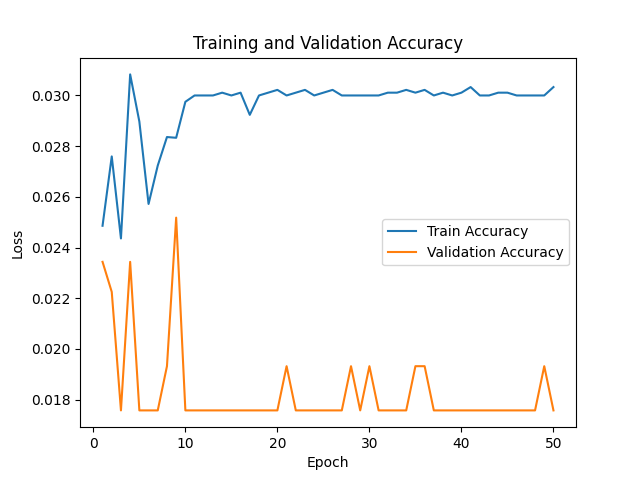 Training and Validation Accuracy
0.030
0.028
0.026
0.024
0.022
0.020
0.018
Loss
Train Accuracy
Validation Accuracy
0
10
20
30
40
50
Epoch